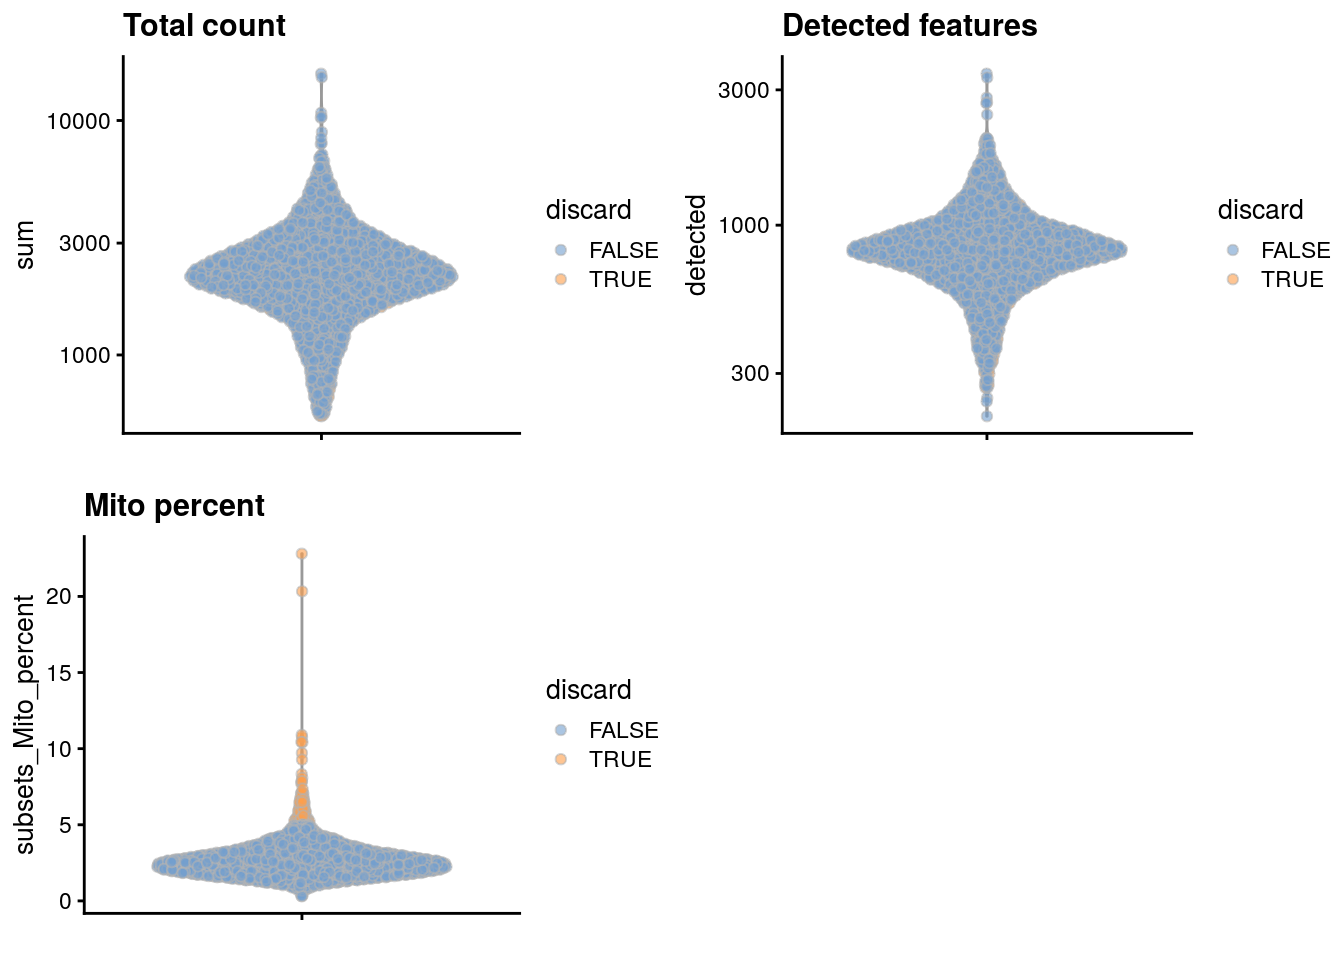 Total count
10000
3000
1000
sum
discard
FALSE
TRUE
Detected features
3000
1000
300
detected
discard
FALSE
TRUE
Mito percent
20
15
10
5
0
subsets_Mito_percent
discard
FALSE
TRUE